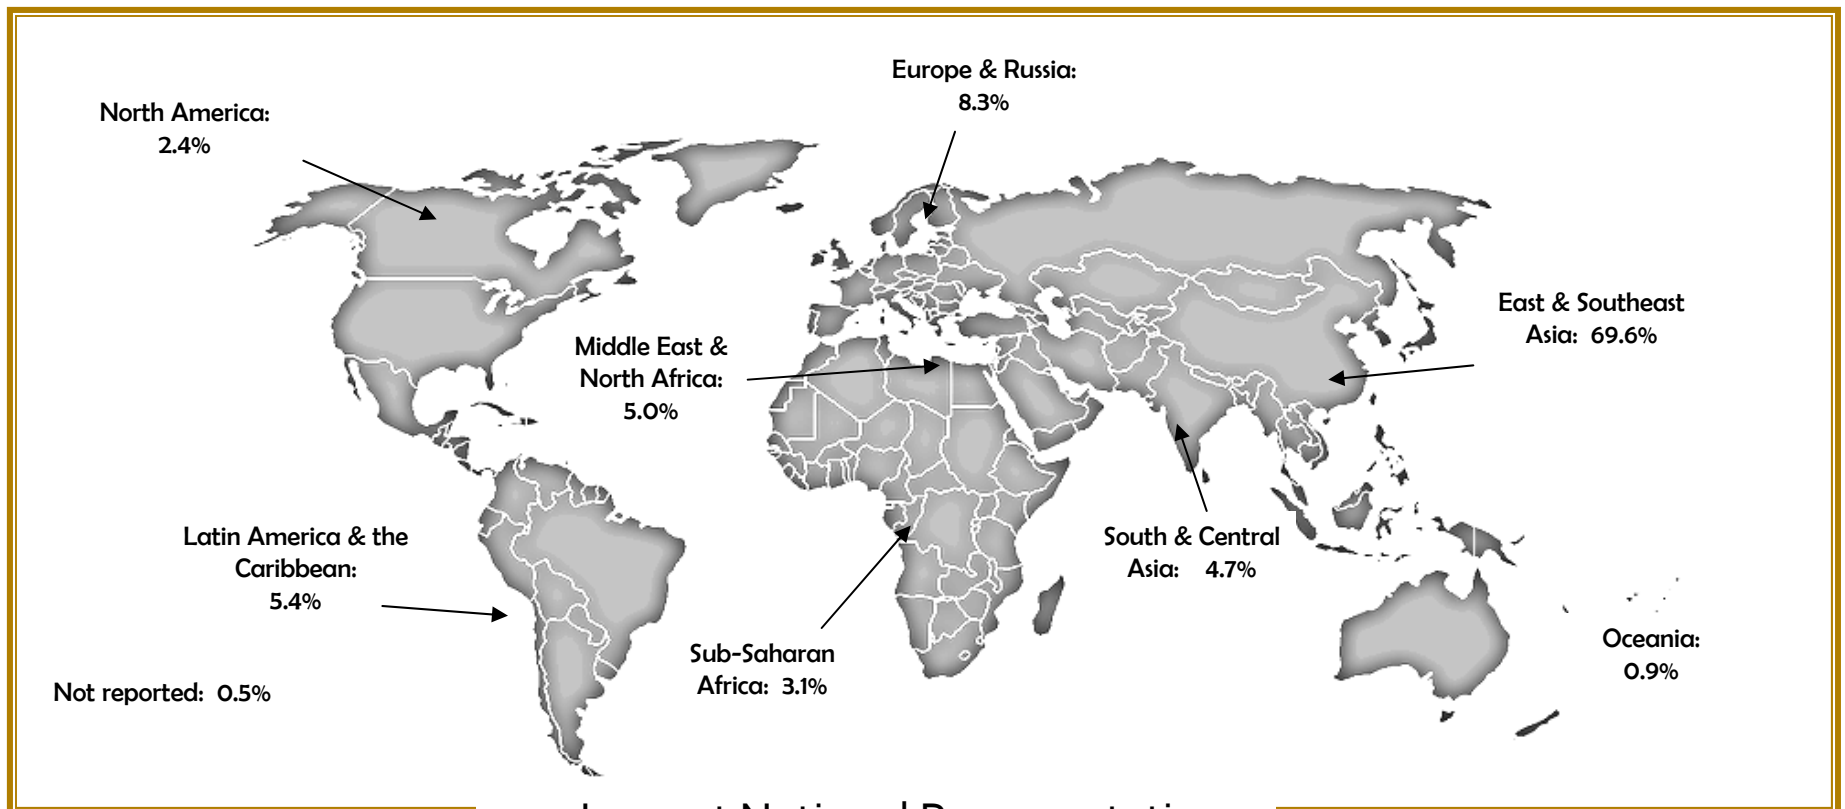 Europe & Russia:
8.3%
North America:
2.4%
East & Southeast
Asia: 69.6%
Middle East &
North Africa:
5.0%
Latin America & the
Caribbean:
5.4%
South & Central
Asia: 4.7%
Sub-Saharan
Africa: 3.1%
Oceania:
0.9%
Not reported: 0.5%